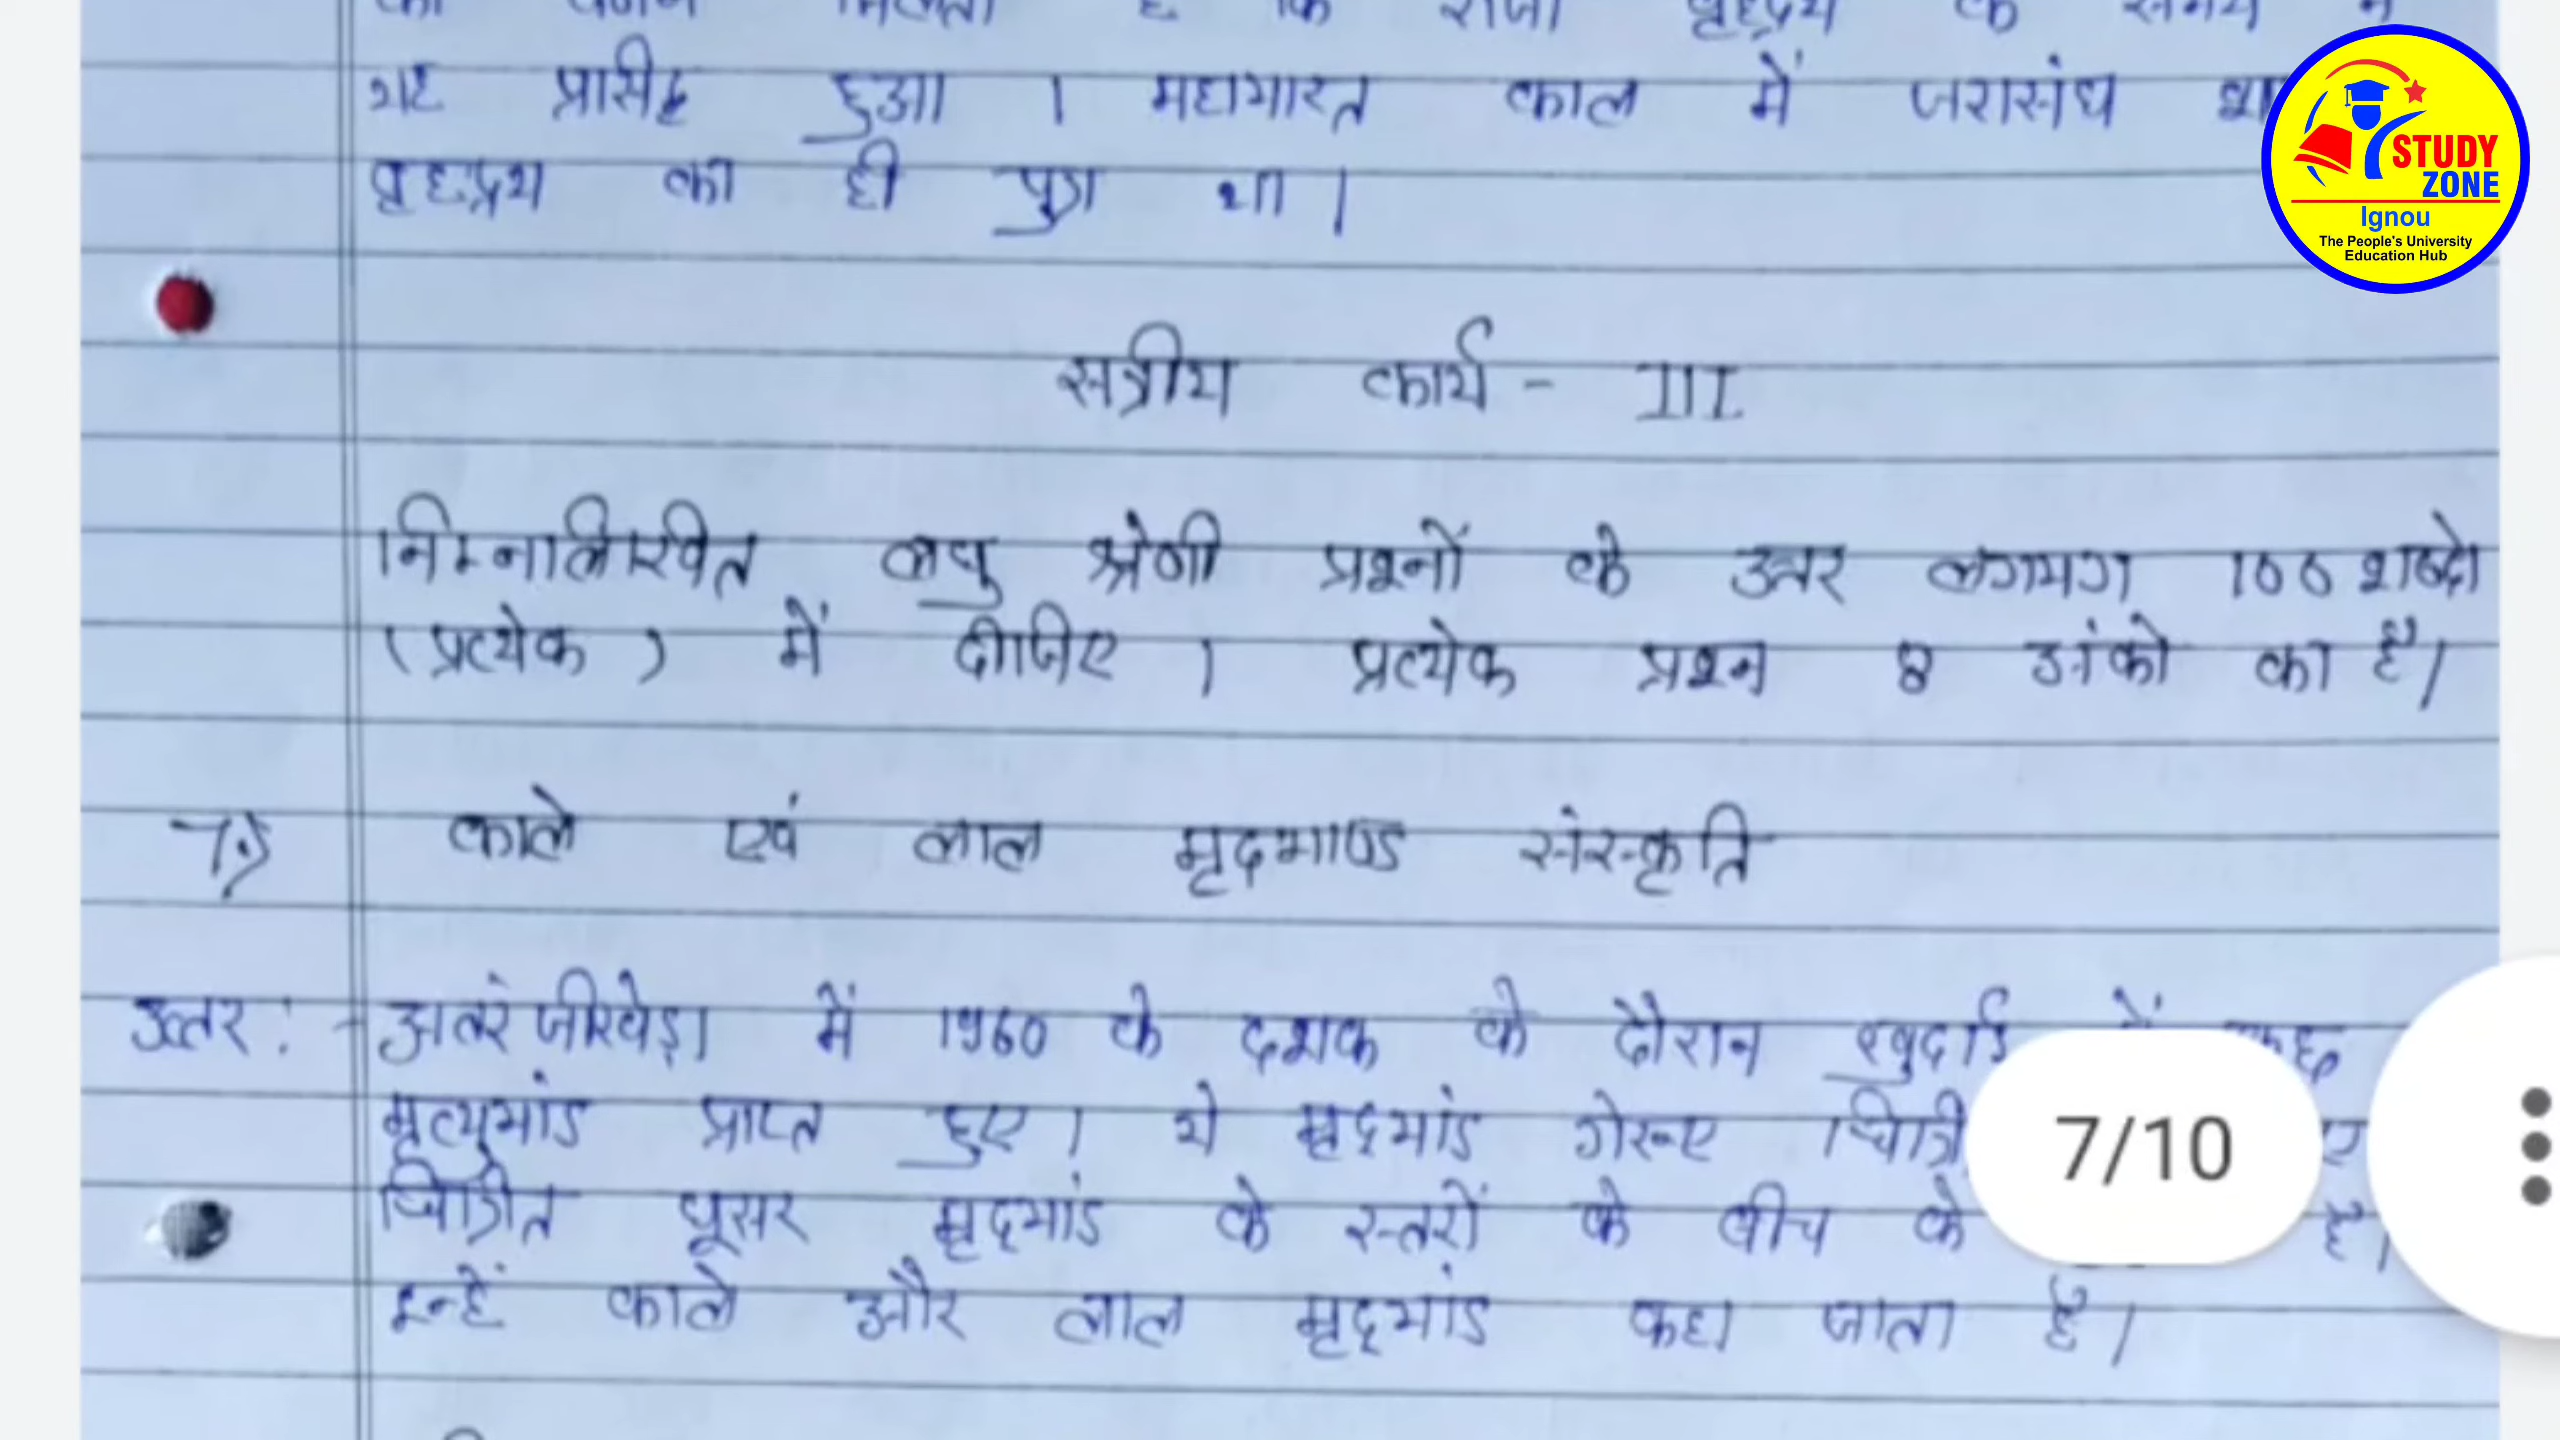 यह प्रसिद्ध हुआ । महाभारत काल में जरासंध
बृहद्रथ का ही पुत्र था ।
सत्रीय कार्य - III
निम्नलिखित लघु श्रेणी प्रश्नों के उत्तर लगभग 100 शब्दो
(प्रत्येक) में दीजिए । प्रत्येक प्रश्न 8 अंको का है।
7.) काले एवं लाल मृदभाण्ड संस्कृति
उत्तर :- अतरंजीखेड़ा में 1960 के दशक के दौरान खुदाई में कुछ
मृत्युभांड प्राप्त हुए । ये मृदभांड गेरूए
चित्रित धूसर मृदभांड के स्तरों के बीच के है।
इन्हें काले और लाल मृदभांड कहा जाता है।
STUDY
ZONE
Ignou
The People's University
Education Hub
7/10